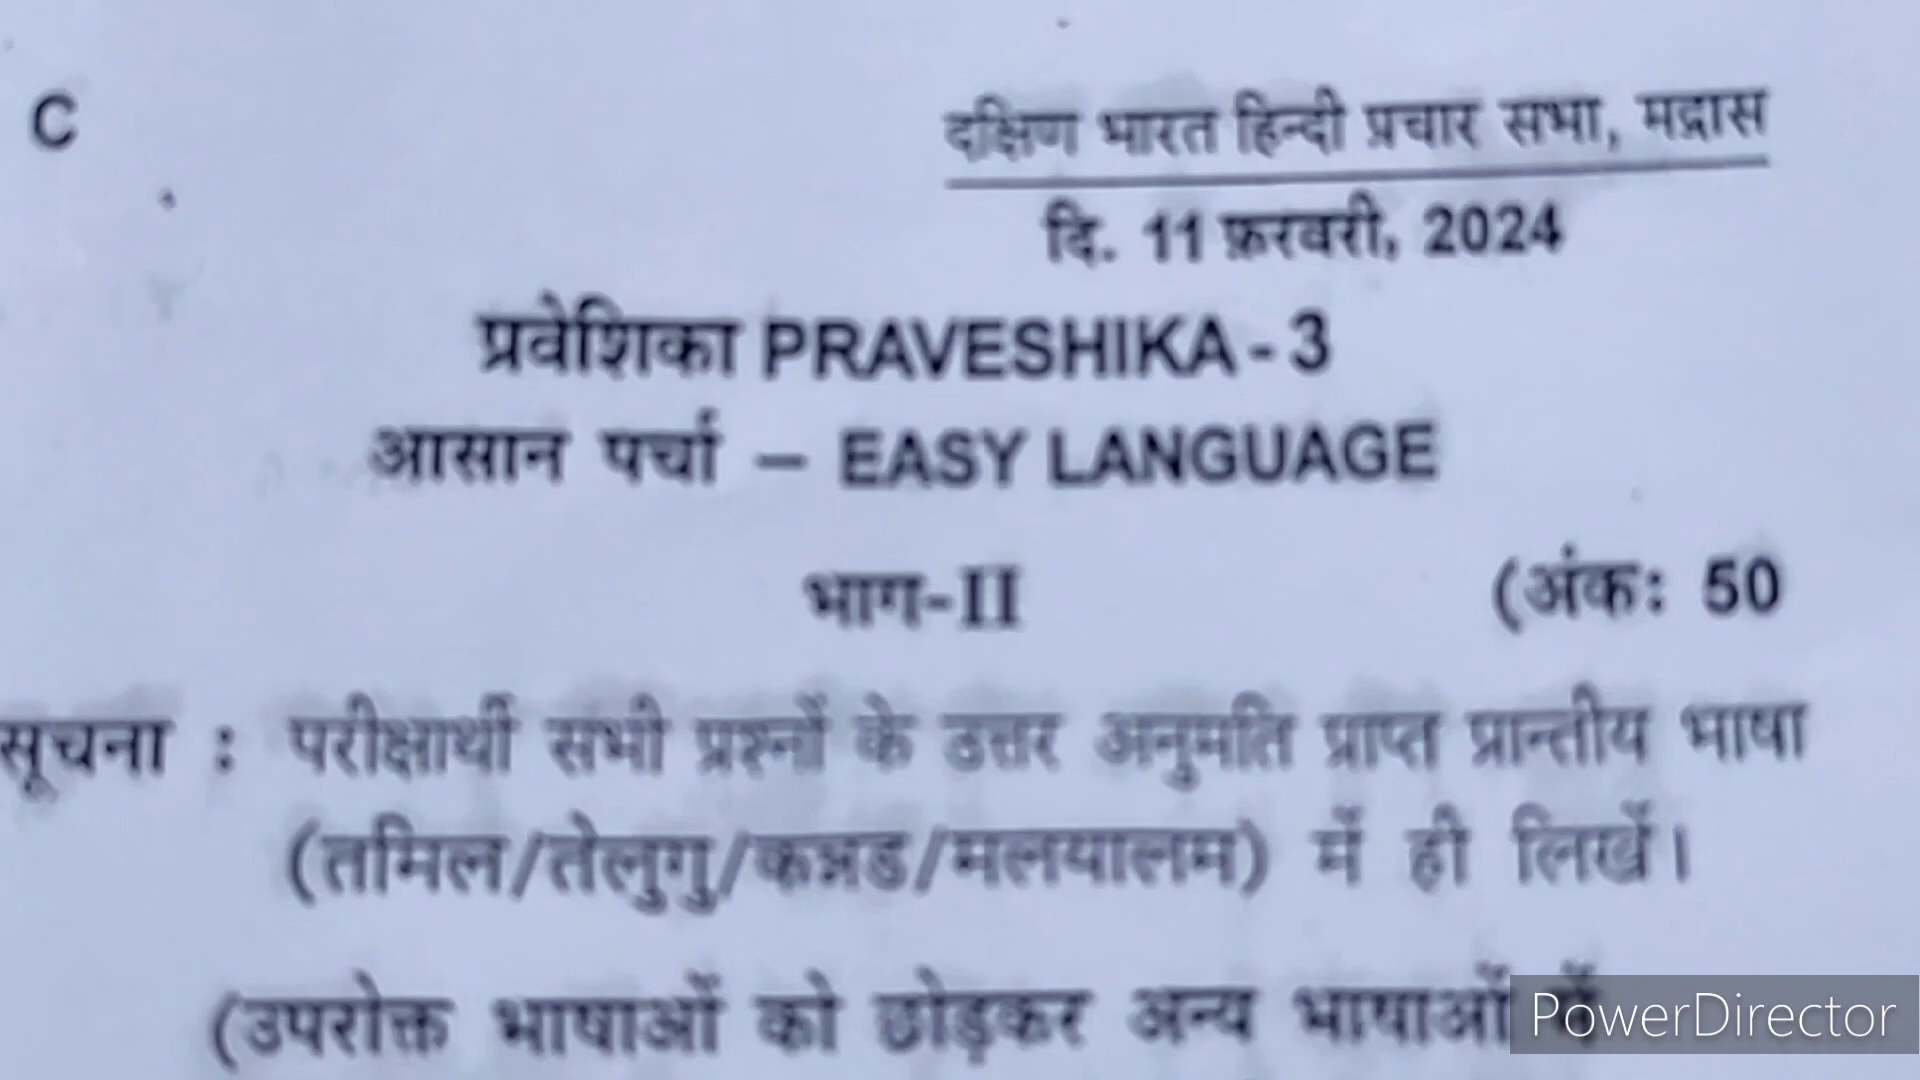 C
दक्षिण भारत हिन्दी प्रचार सभा, मद्रास
दि. 11 फ़रवरी, 2024
प्रवेशिका PRAVESHIKA - 3
आसान पर्चा – EASY LANGUAGE
भाग-II
(अंक: 50
सूचना : परीक्षार्थी सभी प्रश्नों के उत्तर अनुमति प्राप्त प्रान्तीय भाषा
(तमिल/तेलुगु/कन्नड/मलयालम) में ही लिखें।
(उपरोक्त भाषाओं को छोड़कर अन्य भाषाओं में
PowerDirector